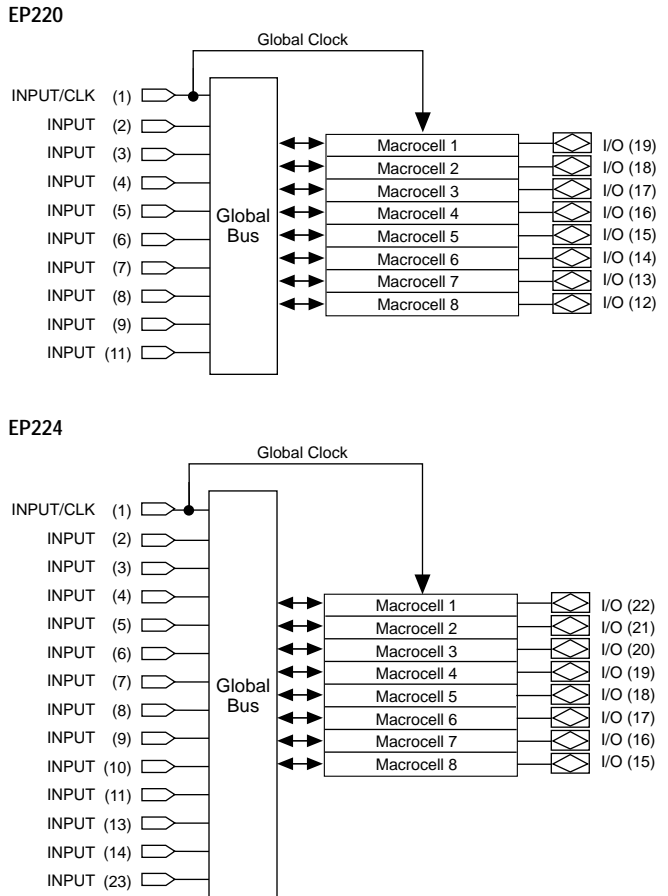 EP220
Global Clock
INPUT/CLK (1)
INPUT (2)
INPUT (3)
INPUT (4)
INPUT (5)
INPUT (6)
INPUT (7)
INPUT (8)
INPUT (9)
INPUT (11)
Global
Bus
Macrocell 1
Macrocell 2
Macrocell 3
Macrocell 4
Macrocell 5
Macrocell 6
Macrocell 7
Macrocell 8
I/O (19)
I/O (18)
I/O (17)
I/O (16)
I/O (15)
I/O (14)
I/O (13)
I/O (12)
EP224
Global Clock
INPUT/CLK (1)
INPUT (2)
INPUT (3)
INPUT (4)
INPUT (5)
INPUT (6)
INPUT (7)
INPUT (8)
INPUT (9)
INPUT (10)
INPUT (11)
INPUT (13)
INPUT (14)
INPUT (23)
Global
Bus
Macrocell 1
Macrocell 2
Macrocell 3
Macrocell 4
Macrocell 5
Macrocell 6
Macrocell 7
Macrocell 8
I/O (22)
I/O (21)
I/O (20)
I/O (19)
I/O (18)
I/O (17)
I/O (16)
I/O (15)